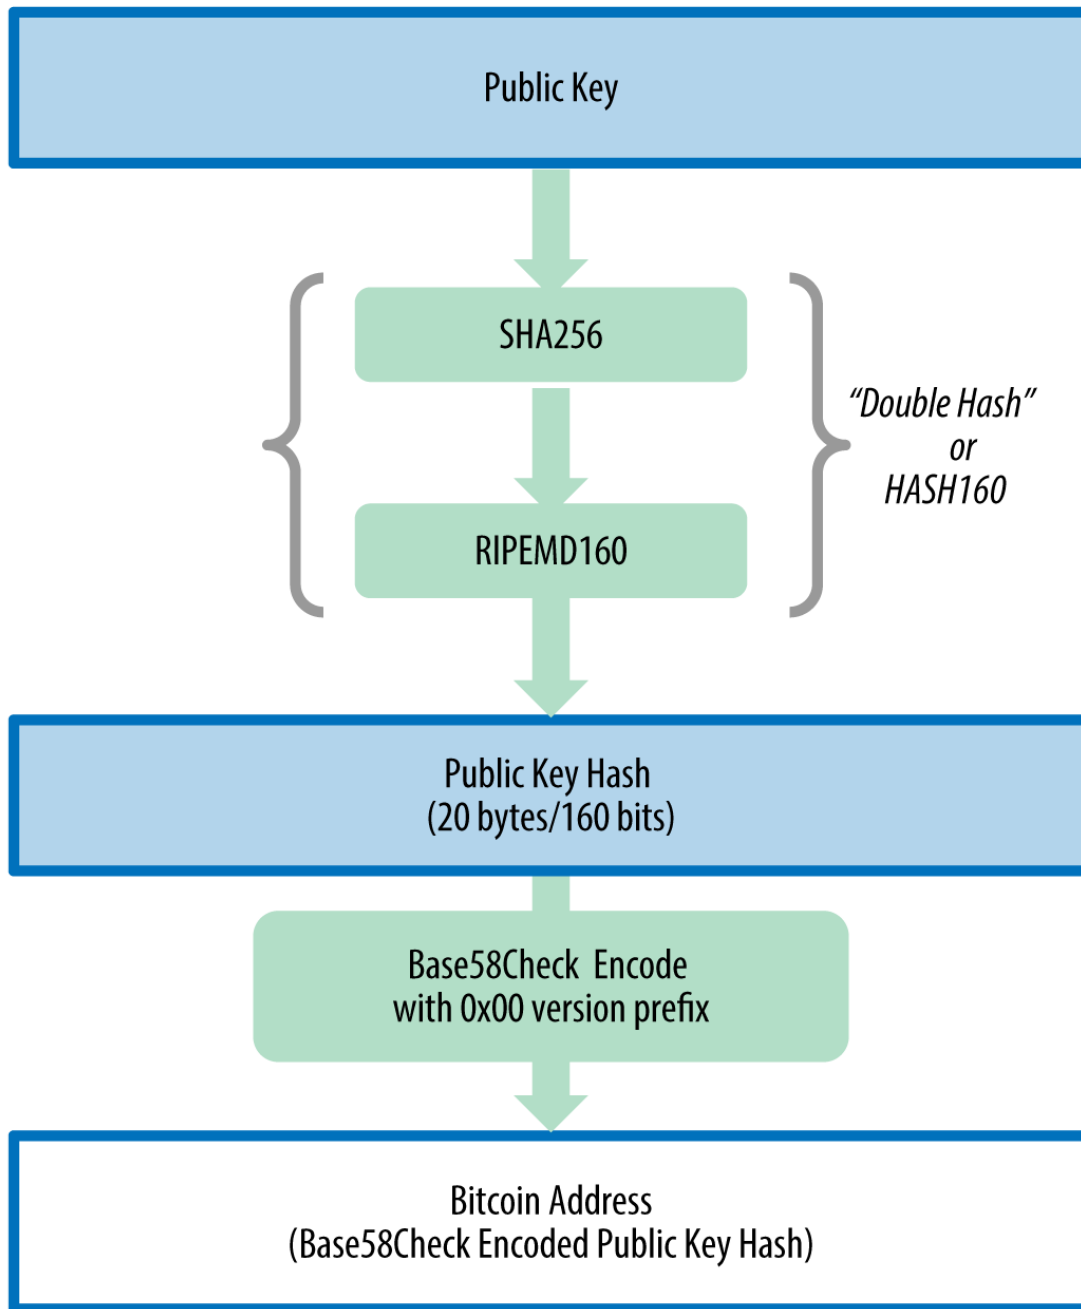 Public Key
SHA256
“Double Hash”
or
HASH160
RIPEMD160
Public Key Hash
(20 bytes/160 bits)
Base58Check Encode
with 0x00 version prefix
Bitcoin Address
(Base58Check Encoded Public Key Hash)